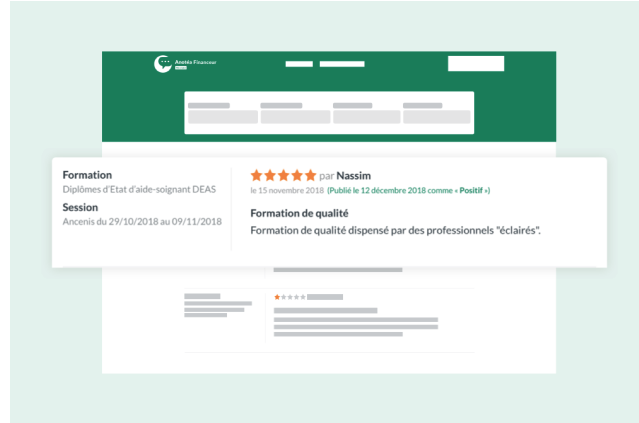 Anotéa Financeur
Formation
Diplômes d'Etat d'aide-soignant DEAS
Session
Ancenis du 29/10/2018 au 09/11/2018
par Nassim
le 15 novembre 2018 (Publié le 12 décembre 2018 comme « Positif »)
Formation de qualité
Formation de qualité dispensé par des professionnels "éclairés".